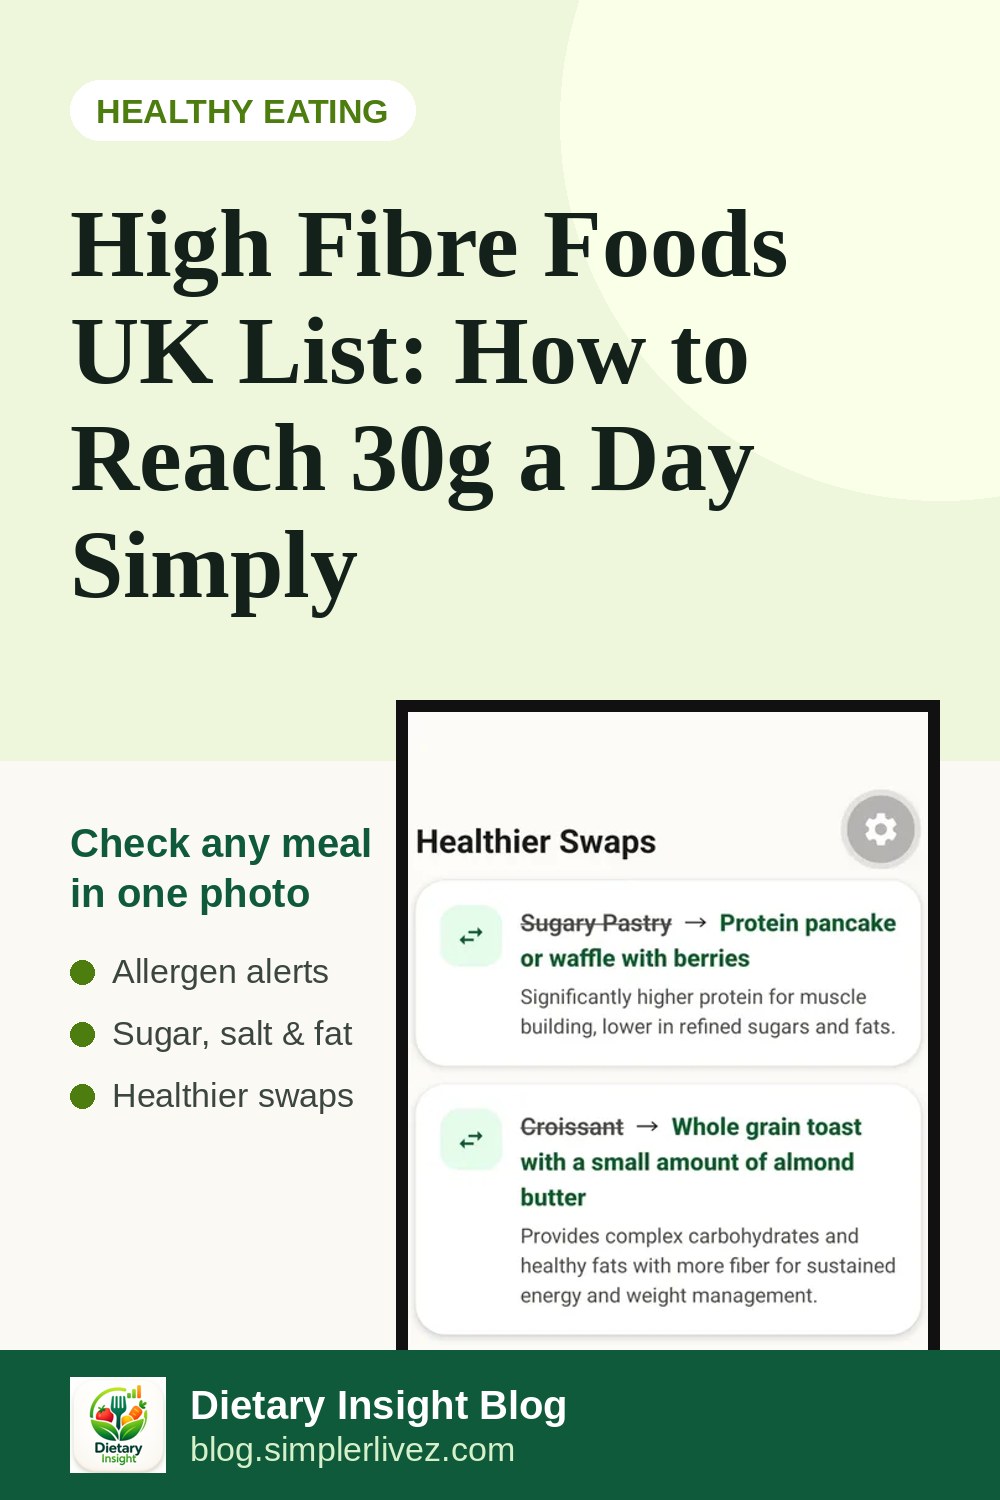 HEALTHY EATING
High Fibre Foods
UK List: How to
Reach 30g a Day
Simply
Check any meal
in one photo
Allergen alerts
Sugar, salt & fat
Healthier swaps
Healthier Swaps
Sugary Pastry → Protein pancake
or waffle with berries
Significantly higher protein for muscle
building, lower in refined sugars and fats.
Croissant → Whole grain toast
with a small amount of almond
butter
Provides complex carbohydrates and
healthy fats with more fiber for sustained
energy and weight management.
Dietary
Insight
Dietary Insight Blog
blog.simplerlivez.com